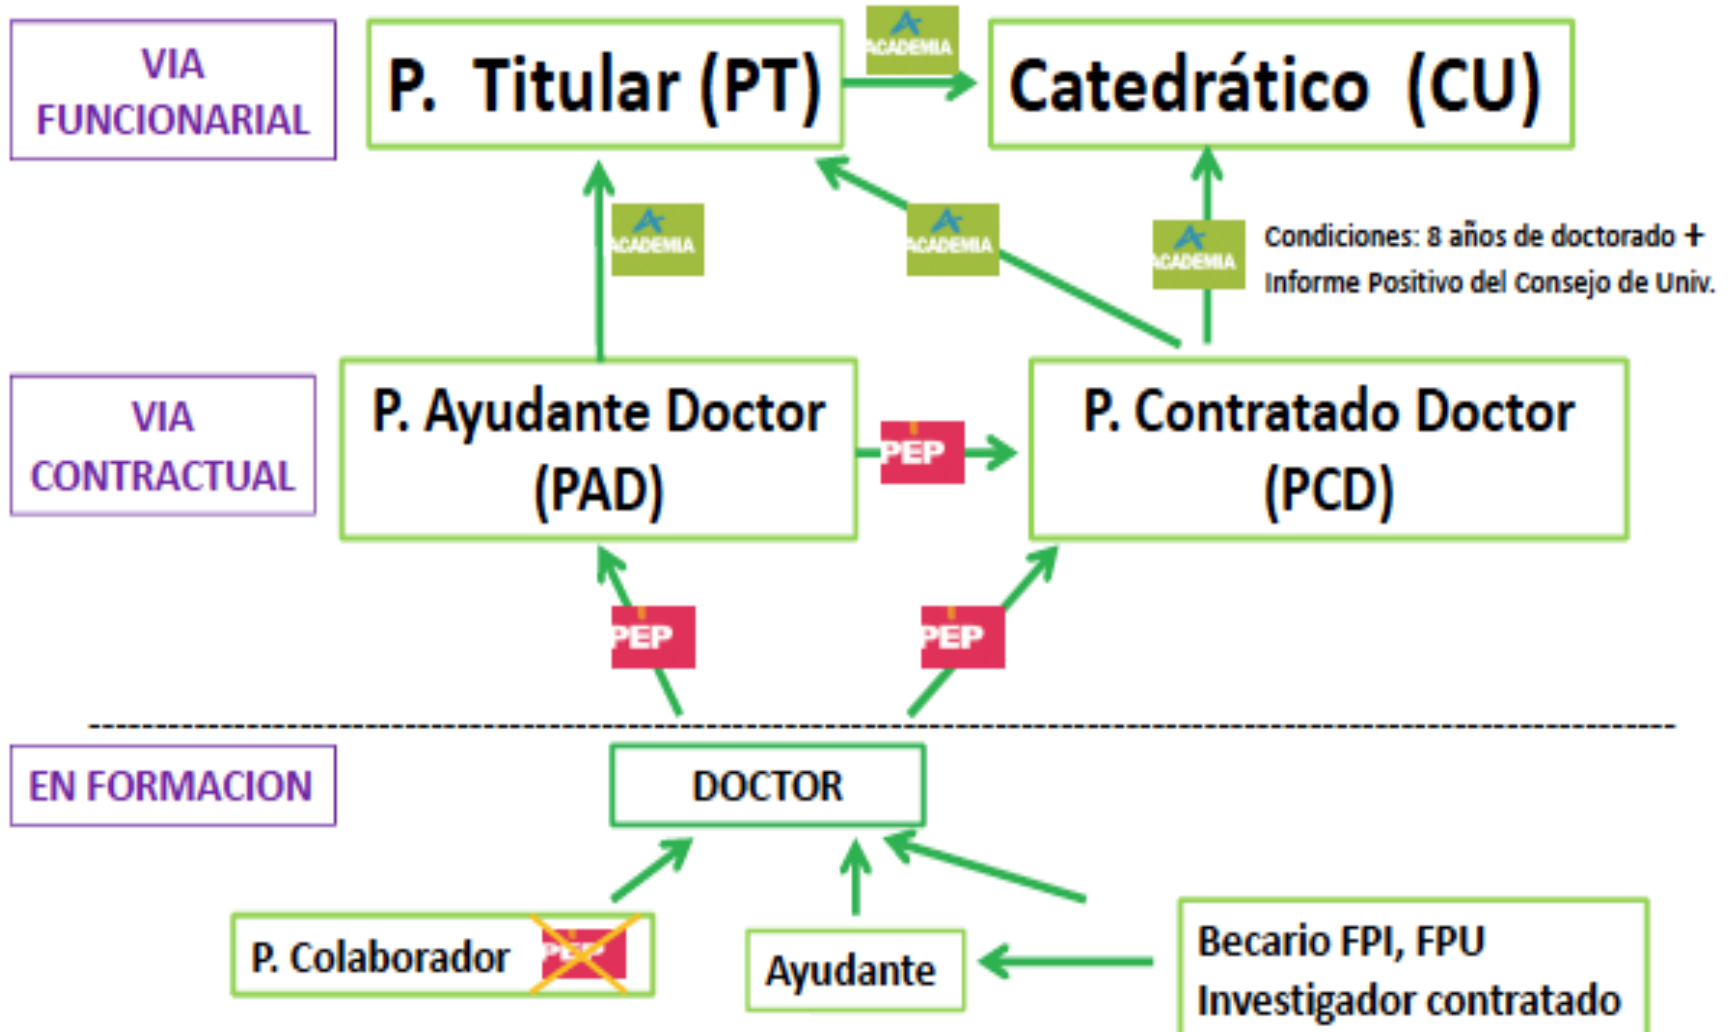 VIA
FUNCIONARIAL
P. Titular (PT)
ACADEMIA
Catedrático (CU)
ACADEMIA
ACADEMIA
ACADEMIA
Condiciones: 8 años de doctorado +
Informe Positivo del Consejo de Univ.
VIA
CONTRACTUAL
P. Ayudante Doctor
(PAD)
PEP
P. Contratado Doctor
(PCD)
PEP
PEP
EN FORMACION
DOCTOR
P. Colaborador
PEP
Ayudante
Becario FPI, FPU
Investigador contratado